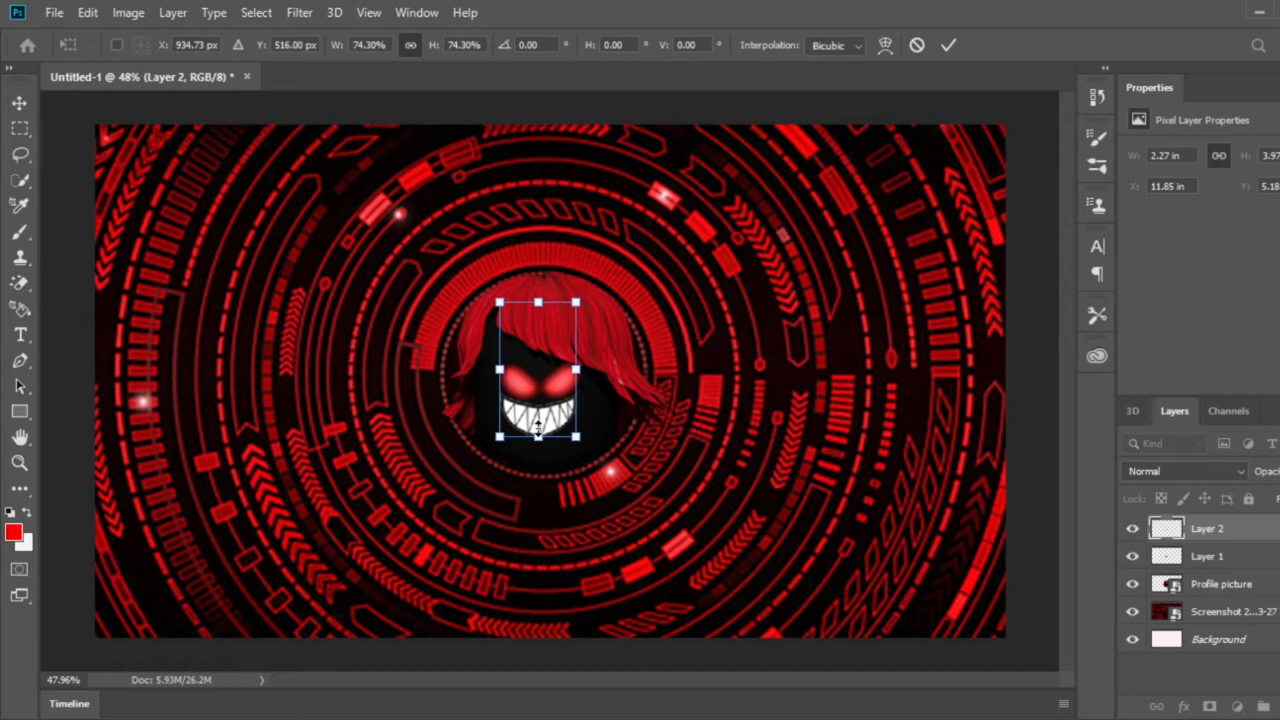 Ps File Edit Image Layer Type Select Filter 3D View Window Help
X: 934.73 px Y: 516.00 px W: 74.30% H: 74.30% 0.00 ° H: 0.00 ° V: 0.00 ° Interpolation: Bicubic
Untitled-1 @ 48% (Layer 2, RGB/8) * ×
Properties
Pixel Layer Properties
W: 2.27 in H: 3.97
X: 11.85 in Y: 5.18
3D Layers Channels
Kind
Normal Opac
Lock:
Layer 2
Layer 1
Profile picture
Screenshot 2...3-27
Background
47.96% Doc: 5.93M/26.2M
Timeline